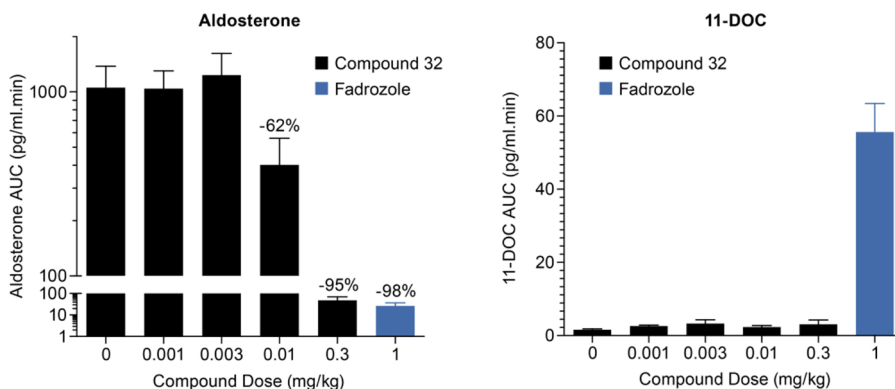 Aldosterone
Aldosterone AUC (pg/ml.min)
1000
100
100
10
1
Compound 32
Fadrozole
-62%
-95%
-98%
0 0.001 0.003 0.01 0.3 1
Compound Dose (mg/kg)
11-DOC
11-DOC AUC (pg/ml.min)
80
60
40
20
0
Compound 32
Fadrozole
0 0.001 0.003 0.01 0.3 1
Compound Dose (mg/kg)